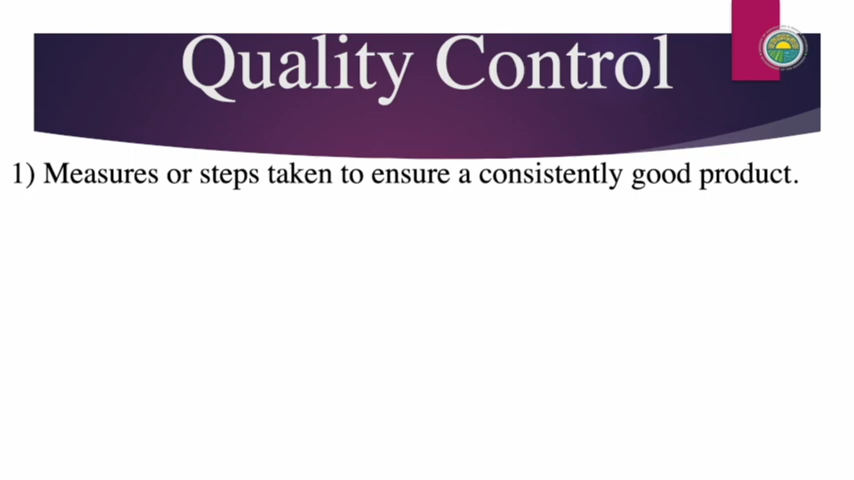 Quality Control
1) Measures or steps taken to ensure a consistently good product.